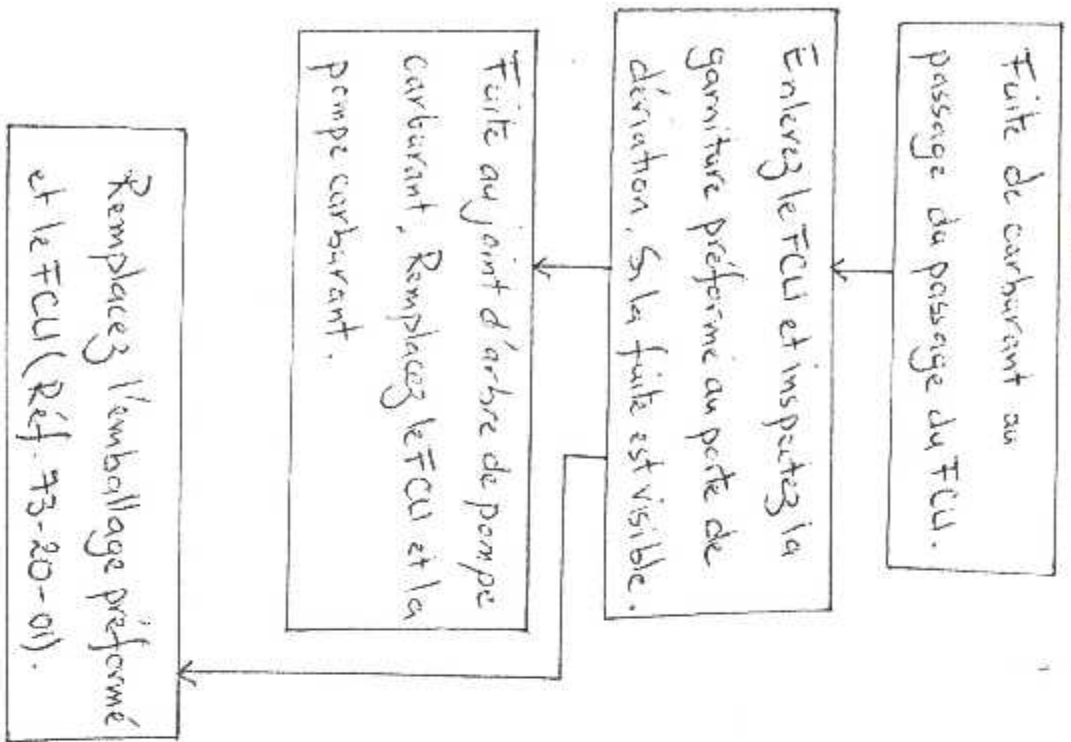 Fuite de carburant au
passage du passage du FCU.
Enlevez le FCU et inspectez la
garniture préformé au porte de
dérivation. Si la fuite est visible.
Fuite au joint d'arbre de pompe
carburant. Remplacez le FCU et la
pompe carburant.
Remplacez l'emballage préformé
et le FCU (Réf. 73-20-01).